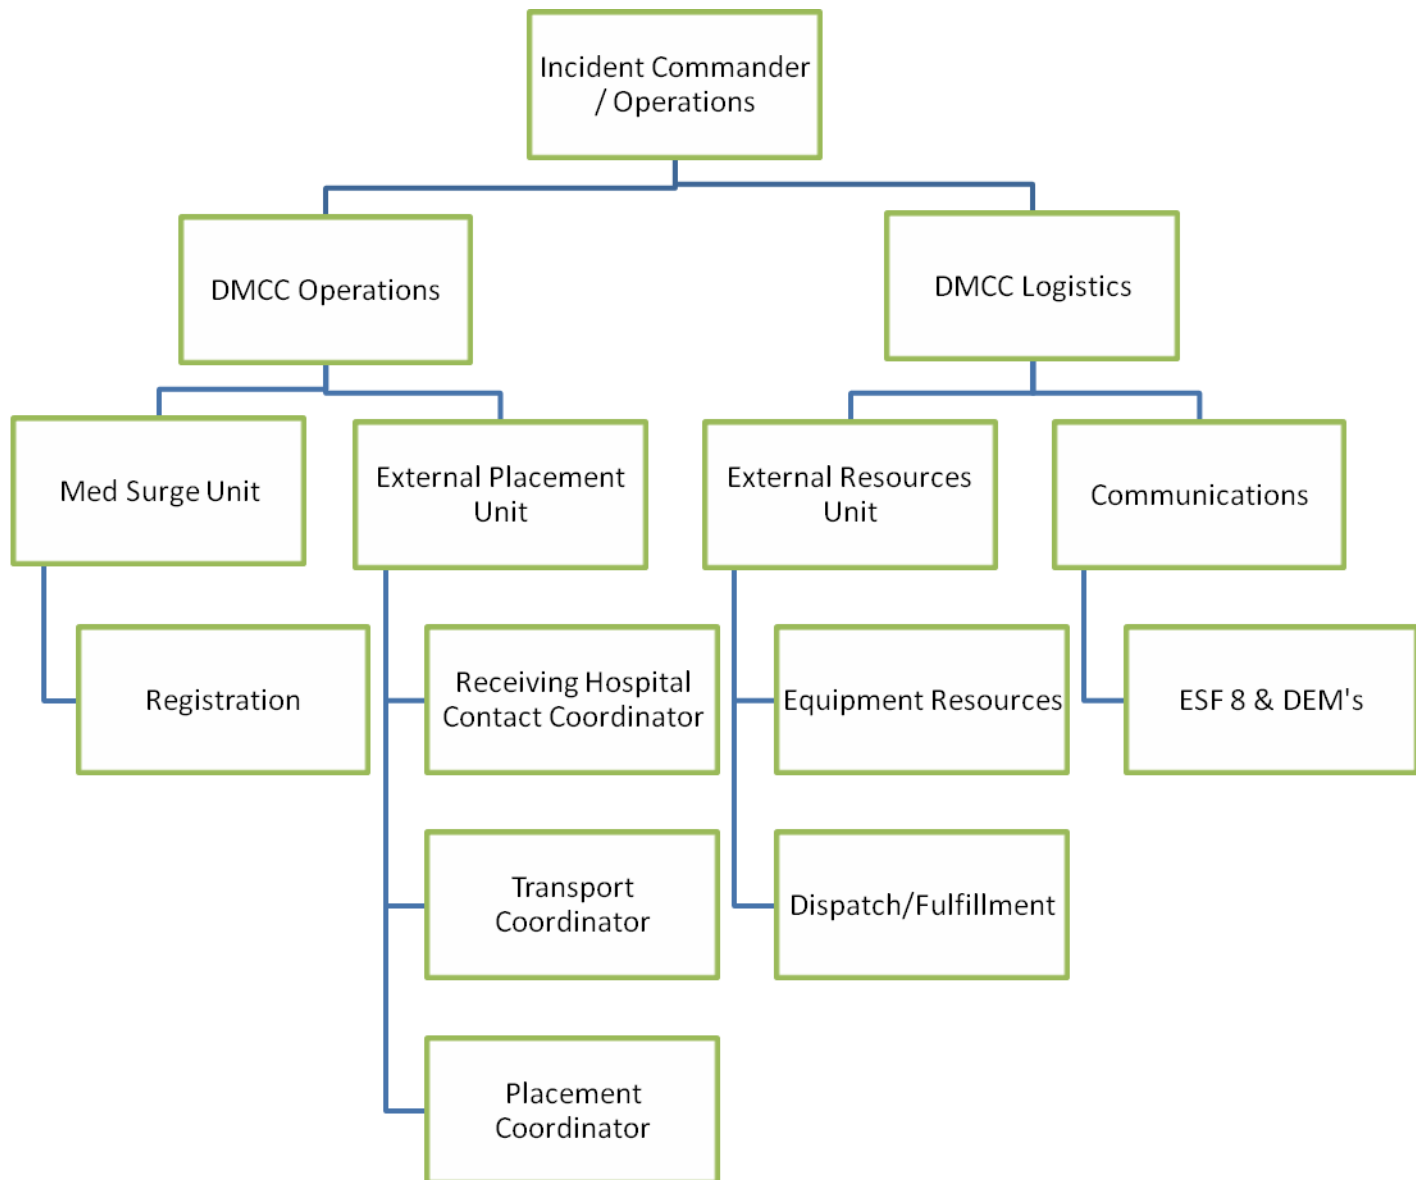 Incident Commander
/ Operations
DMCC Operations
DMCC Logistics
Med Surge Unit
External Placement
Unit
External Resources
Unit
Communications
Registration
Receiving Hospital
Contact Coordinator
Equipment Resources
ESF 8 & DEM's
Transport
Coordinator
Dispatch/Fulfillment
Placement
Coordinator